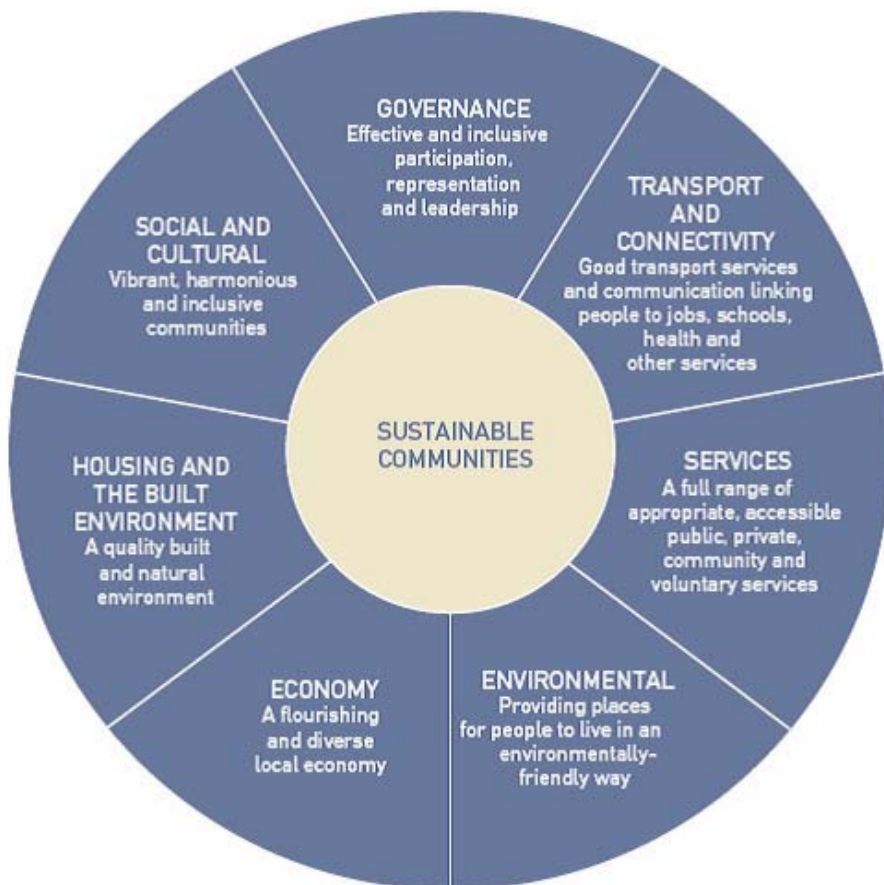 GOVERNANCE
Effective and inclusive
participation,
representation
and leadership
TRANSPORT
AND
CONNECTIVITY
Good transport services
and communication linking
people to jobs, schools,
health and
other services
SERVICES
A full range of
appropriate, accessible
public, private,
community and
voluntary services
ENVIRONMENTAL
Providing places
for people to live in an
environmentally-
friendly way
ECONOMY
A flourishing
and diverse
local economy
HOUSING AND
THE BUILT
ENVIRONMENT
A quality built
and natural
environment
SOCIAL AND
CULTURAL
Vibrant, harmonious
and inclusive
communities
SUSTAINABLE
COMMUNITIES